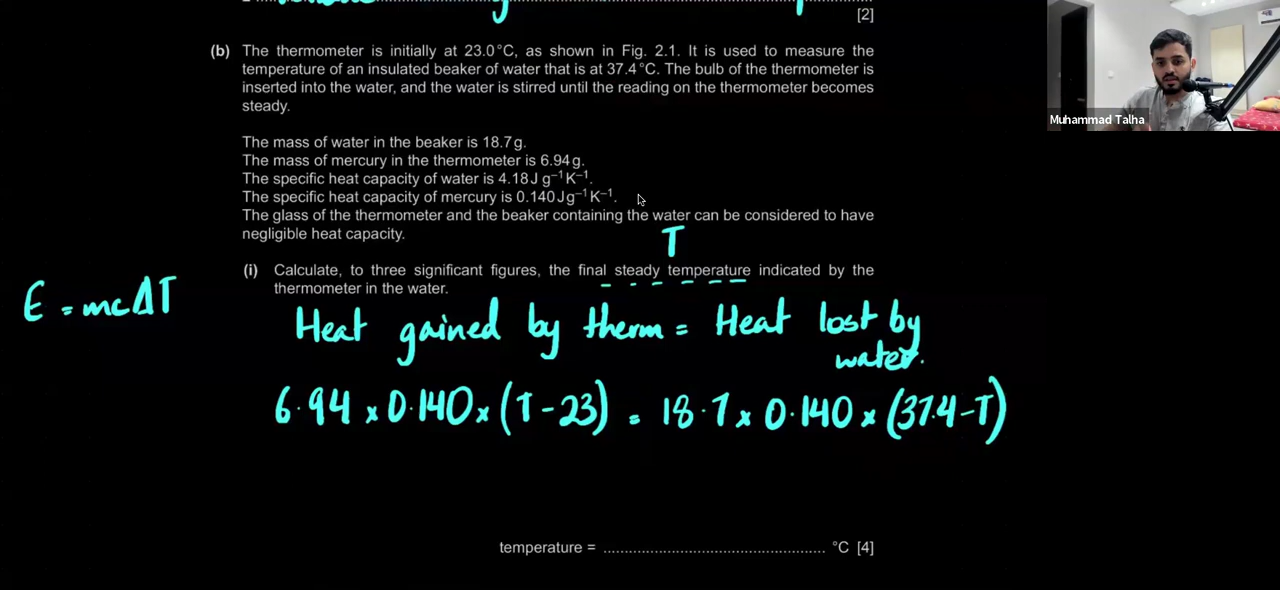 [2]
(b) The thermometer is initially at 23.0°C, as shown in Fig. 2.1. It is used to measure the
temperature of an insulated beaker of water that is at 37.4°C. The bulb of the thermometer is
inserted into the water, and the water is stirred until the reading on the thermometer becomes
steady.
Muhammad Talha
The mass of water in the beaker is 18.7g.
The mass of mercury in the thermometer is 6.94g.
The specific heat capacity of water is 4.18J g⁻¹K⁻¹.
The specific heat capacity of mercury is 0.140Jg⁻¹K⁻¹.
The glass of the thermometer and the beaker containing the water can be considered to have
negligible heat capacity.
T
(i) Calculate, to three significant figures, the final steady temperature indicated by the
thermometer in the water.
E = mcΔT
Heat gained by therm = Heat lost by
water.
6.94 x 0.140 x (T - 23) = 18.7 x 0.140 x (37.4 - T)
temperature = ..................................................... °C [4]